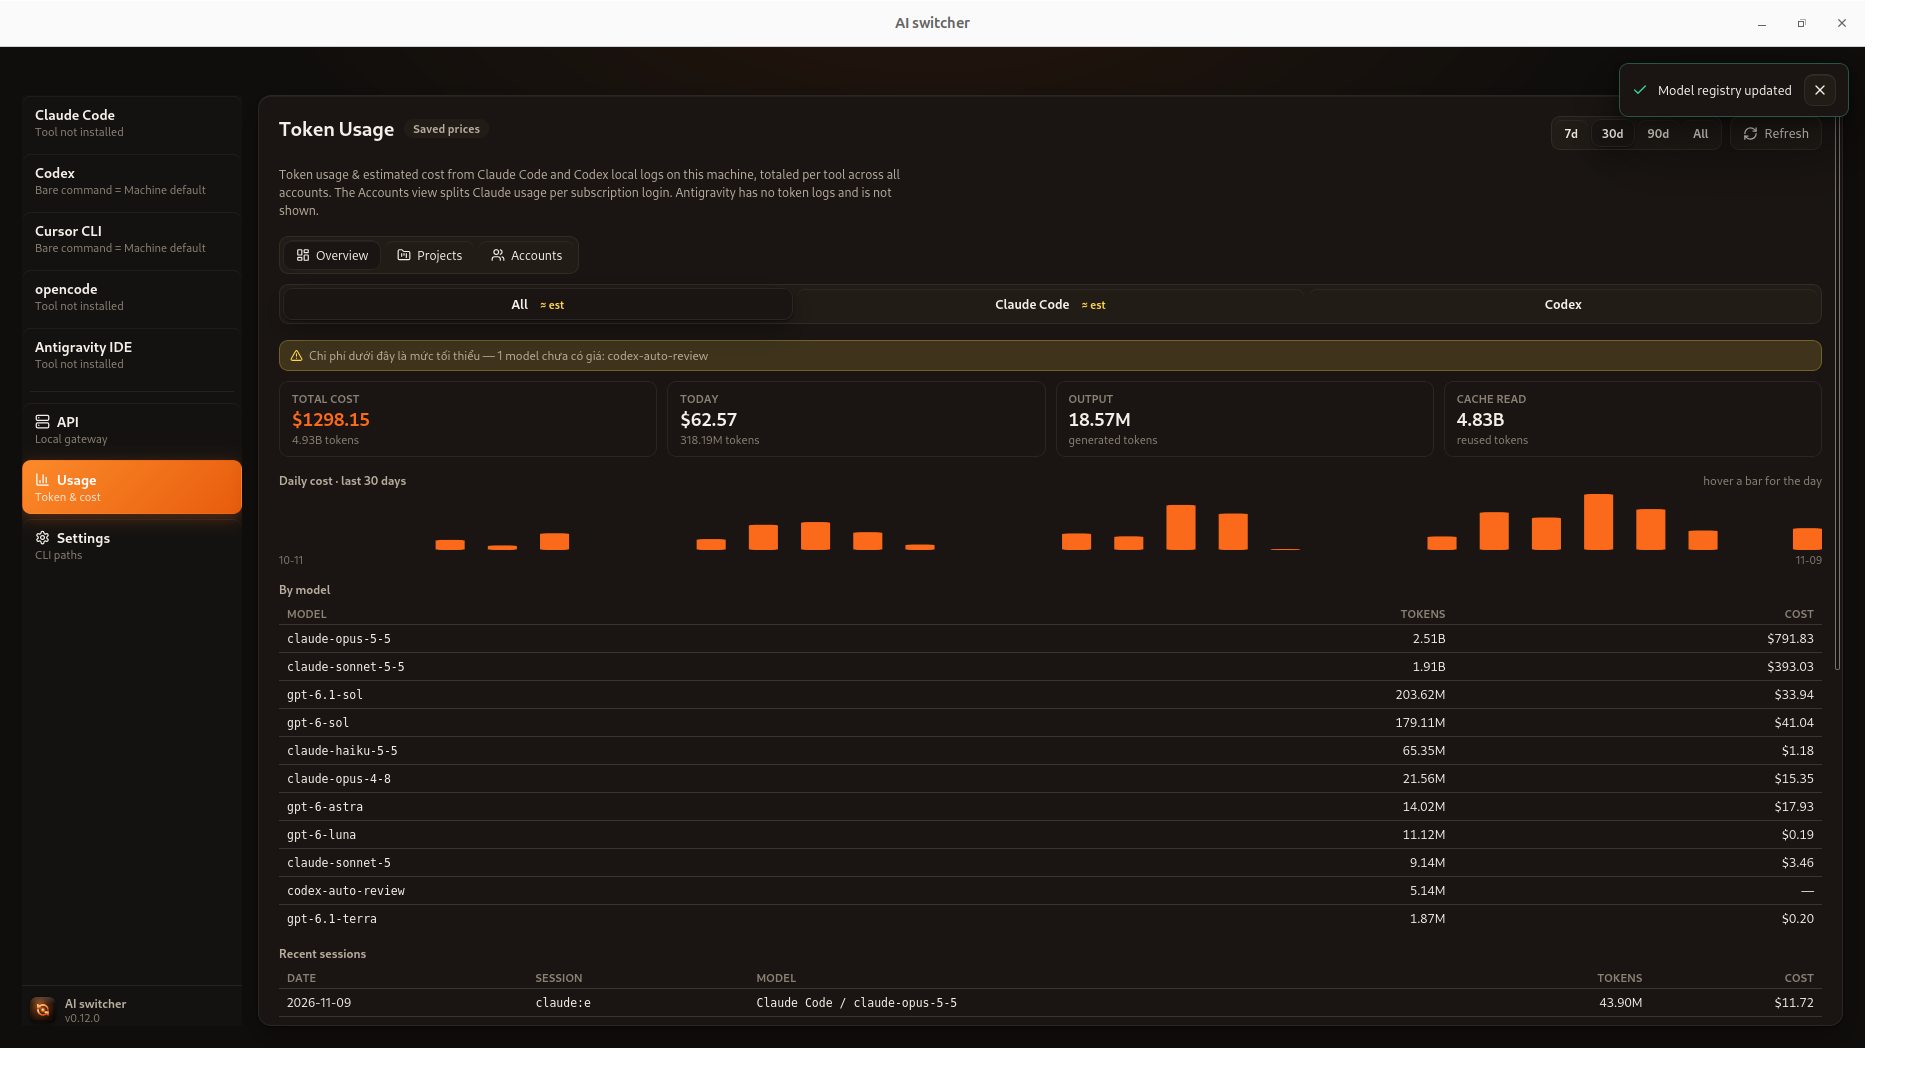 AI switcher
Model registry updated
Claude Code
Tool not installed
Codex
Bare command = Machine default
Cursor CLI
Bare command = Machine default
opencode
Tool not installed
Antigravity IDE
Tool not installed
API
Local gateway
Usage
Token & cost
Settings
CLI paths
AI switcher
v0.12.0
Token Usage Saved prices
7d 30d 90d All Refresh
Token usage & estimated cost from Claude Code and Codex local logs on this machine, totaled per tool across all
accounts. The Accounts view splits Claude usage per subscription login. Antigravity has no token logs and is not
shown.
Overview Projects Accounts
All ≈ est Claude Code ≈ est Codex
Chi phí dưới đây là mức tối thiểu — 1 model chưa có giá: codex-auto-review
TOTAL COST
$1298.15
4.93B tokens
TODAY
$62.57
318.19M tokens
OUTPUT
18.57M
generated tokens
CACHE READ
4.83B
reused tokens
Daily cost · last 30 days hover a bar for the day
10-11 11-09
By model
MODEL TOKENS COST
claude-opus-5-5 2.51B $791.83
claude-sonnet-5-5 1.91B $393.03
gpt-6.1-sol 203.62M $33.94
gpt-6-sol 179.11M $41.04
claude-haiku-5-5 65.35M $1.18
claude-opus-4-8 21.56M $15.35
gpt-6-astra 14.02M $17.93
gpt-6-luna 11.12M $0.19
claude-sonnet-5 9.14M $3.46
codex-auto-review 5.14M —
gpt-6.1-terra 1.87M $0.20
Recent sessions
DATE SESSION MODEL TOKENS COST
2026-11-09 claude:e Claude Code / claude-opus-5-5 43.90M $11.72